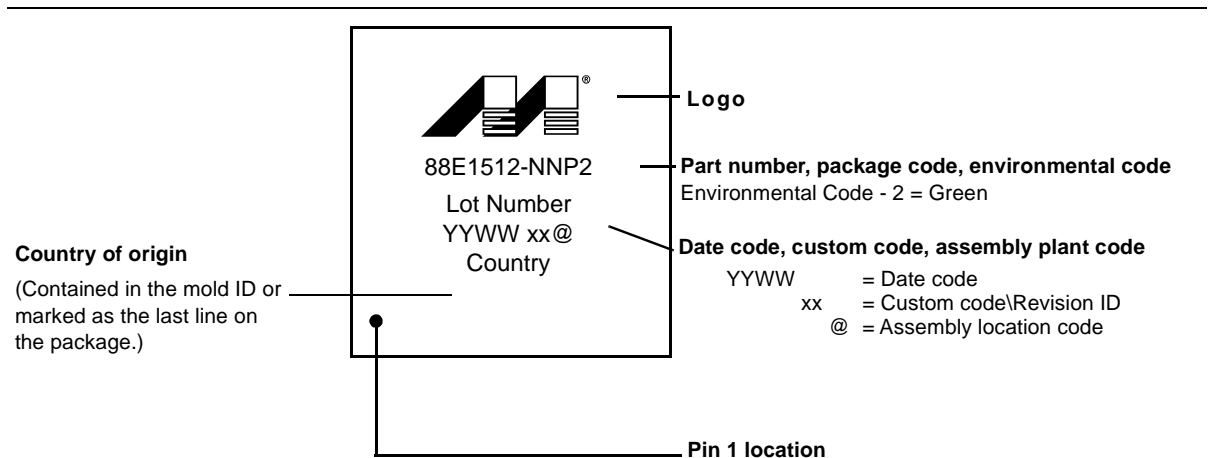 ®
Logo
88E1512-NNP2
Part number, package code, environmental code
Environmental Code - 2 = Green
Lot Number
YYWW xx@
Country
Date code, custom code, assembly plant code
YYWW = Date code
xx = Custom code\Revision ID
@ = Assembly location code
Country of origin
(Contained in the mold ID or
marked as the last line on
the package.)
Pin 1 location